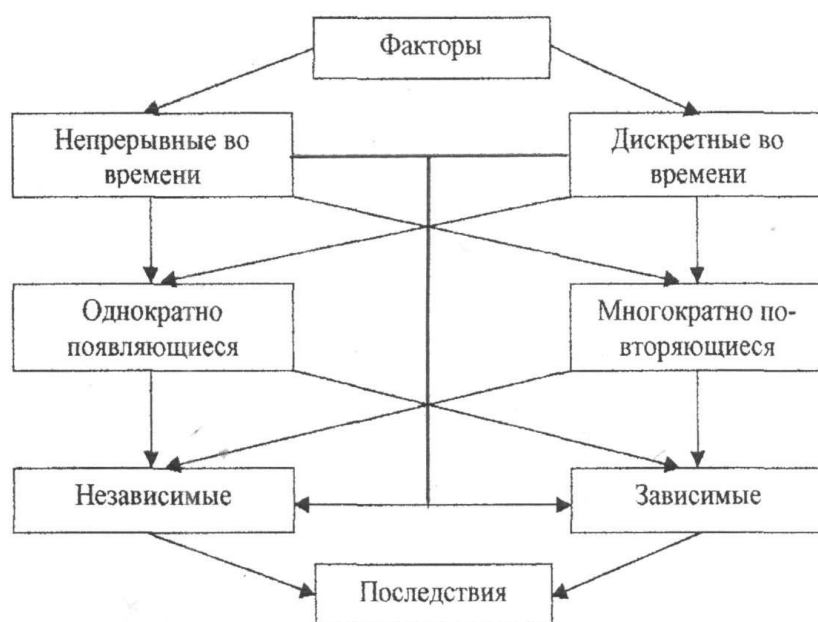 Факторы
Непрерывные во
времени
Дискретные во
времени
Однократно
появляющиеся
Многократно по-
вторяющиеся
Независимые
Зависимые
Последствия